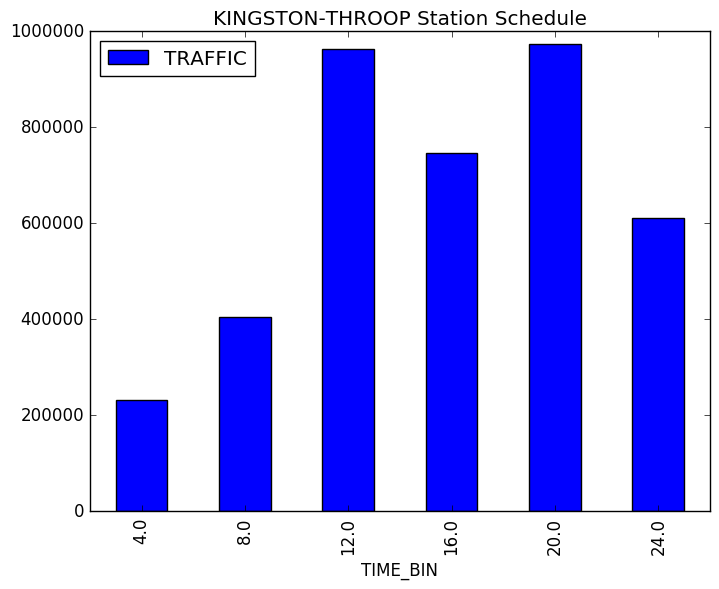 KINGSTON-THROOP Station Schedule
1000000
TRAFFIC
800000
600000
400000
200000
0
4.0 8.0 12.0 16.0 20.0 24.0
TIME_BIN